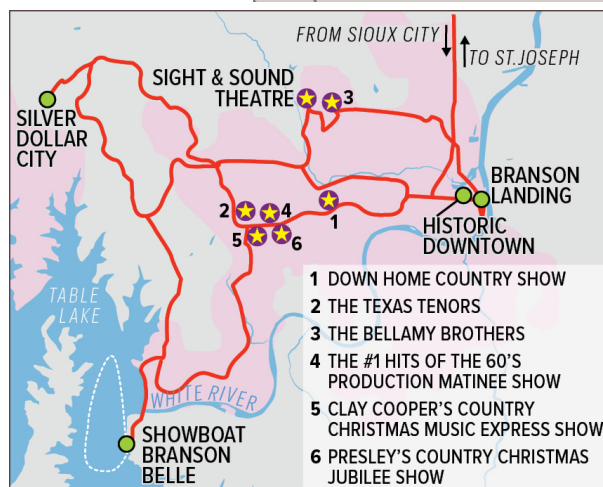 FROM SIOUX CITY
TO ST. JOSEPH
SIGHT & SOUND
THEATRE
3
SILVER
DOLLAR
CITY
BRANSON
LANDING
2
4
1
HISTORIC
DOWNTOWN
5
6
TABLE
LAKE
WHITE RIVER
SHOWBOAT
BRANSON
BELLE
1 DOWN HOME COUNTRY SHOW
2 THE TEXAS TENORS
3 THE BELLAMY BROTHERS
4 THE #1 HITS OF THE 60'S
PRODUCTION MATINEE SHOW
5 CLAY COOPER'S COUNTRY
CHRISTMAS MUSIC EXPRESS SHOW
6 PRESLEY'S COUNTRY CHRISTMAS
JUBILEE SHOW